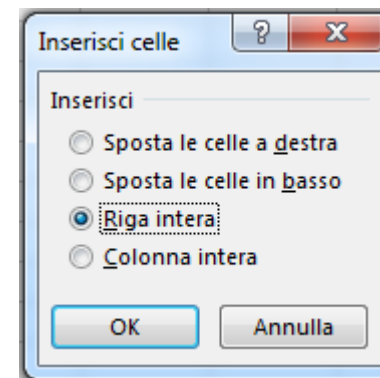 Inserisci celle
Inserisci
Sposta le celle a destra
Sposta le celle in basso
Riga intera
Colonna intera
OK Annulla